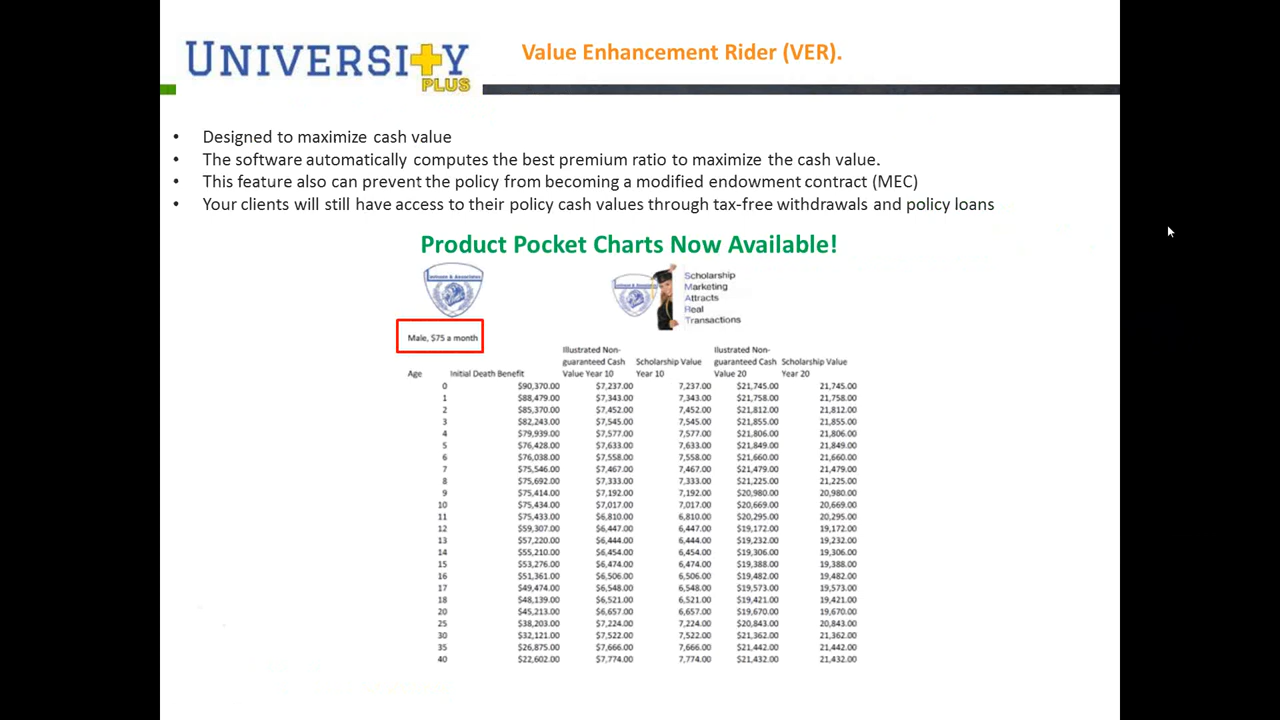 UNIVERSITY
PLUS
Value Enhancement Rider (VER).
• Designed to maximize cash value
• The software automatically computes the best premium ratio to maximize the cash value.
• This feature also can prevent the policy from becoming a modified endowment contract (MEC)
• Your clients will still have access to their policy cash values through tax-free withdrawals and policy loans
Product Pocket Charts Now Available!
& Associates
Scholarship
Marketing
Attracts
Real
Transactions
Male, $75 a month
Illustrated Non- Ilustrated Non-
guaranteed Cash Scholarship Value guaranteed Cash Scholarship Value
Age Initial Death Benefit Value Year 10 Year 10 Value 20 Year 20
0 $90,370.00 $7,237.00 7,237.00 $21,745.00 21,745.00
1 $88,479.00 $7,343.00 7,343.00 $21,758.00 21,758.00
2 $85,370.00 $7,452.00 7,452.00 $21,812.00 21,812.00
3 $82,243.00 $7,545.00 7,545.00 $21,855.00 21,855.00
4 $79,939.00 $7,577.00 7,577.00 $21,806.00 21,806.00
5 $76,428.00 $7,633.00 7,633.00 $21,849.00 21,849.00
6 $76,038.00 $7,558.00 7,558.00 $21,660.00 21,660.00
7 $75,546.00 $7,467.00 7,467.00 $21,479.00 21,479.00
8 $75,692.00 $7,333.00 7,333.00 $21,225.00 21,225.00
9 $75,414.00 $7,192.00 7,192.00 $20,980.00 20,980.00
10 $75,434.00 $7,017.00 7,017.00 $20,669.00 20,669.00
11 $75,433.00 $6,810.00 6,810.00 $20,295.00 20,295.00
12 $59,307.00 $6,447.00 6,447.00 $19,172.00 19,172.00
13 $57,220.00 $6,444.00 6,444.00 $19,232.00 19,232.00
14 $55,210.00 $6,454.00 6,454.00 $19,306.00 19,306.00
15 $53,276.00 $6,474.00 6,474.00 $19,388.00 19,388.00
16 $51,361.00 $6,506.00 6,506.00 $19,482.00 19,482.00
17 $49,474.00 $6,548.00 6,548.00 $19,573.00 19,573.00
18 $48,139.00 $6,521.00 6,521.00 $19,421.00 19,421.00
20 $45,213.00 $6,657.00 6,657.00 $19,670.00 19,670.00
25 $38,203.00 $7,224.00 7,224.00 $20,843.00 20,843.00
30 $32,121.00 $7,522.00 7,522.00 $21,362.00 21,362.00
35 $26,875.00 $7,666.00 7,666.00 $21,442.00 21,442.00
40 $22,602.00 $7,774.00 7,774.00 $21,432.00 21,432.00